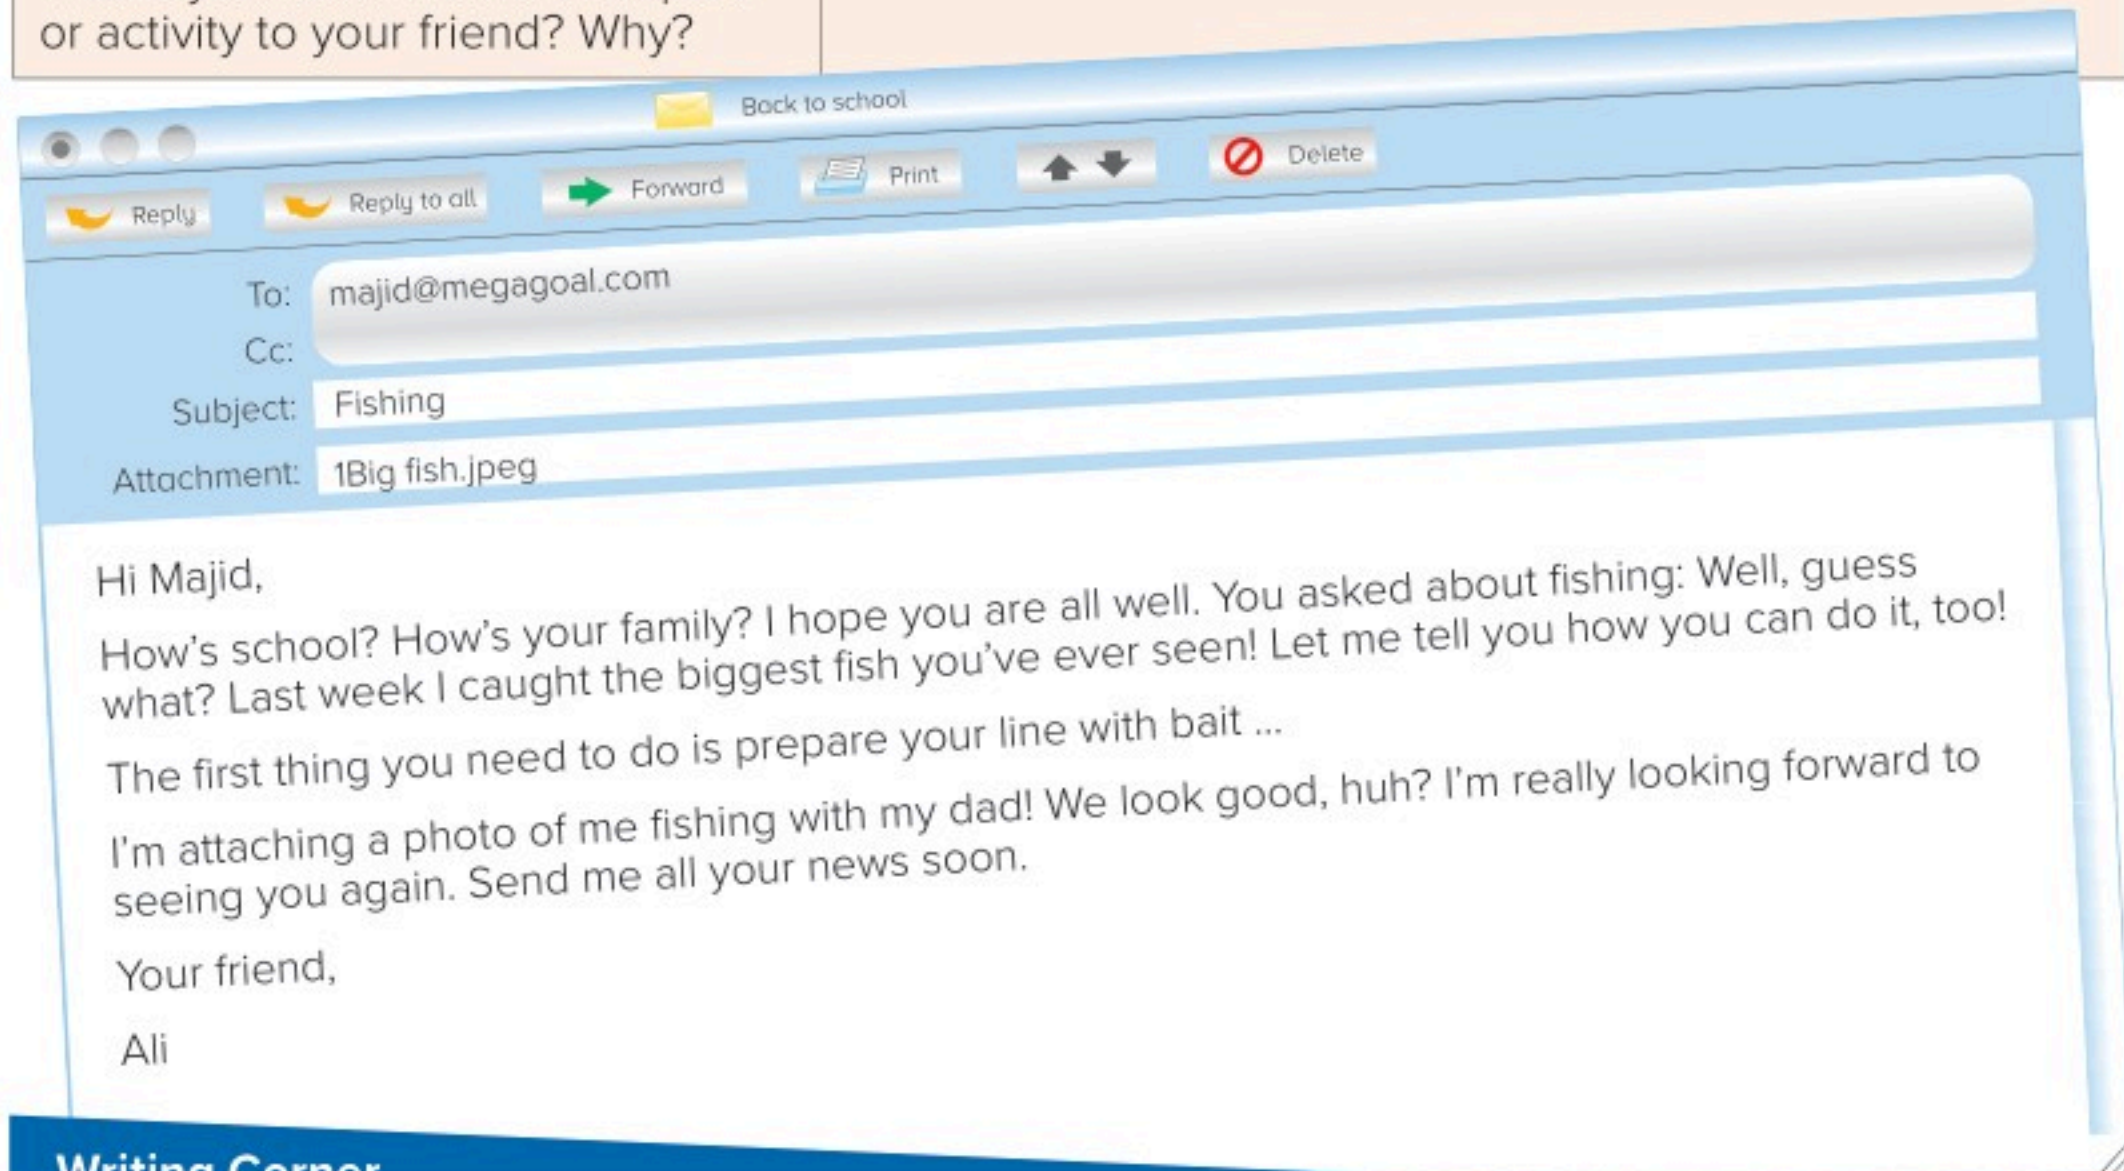 or activity to your friend? Why?
Back to school
Reply
Reply to all
Forward
Print
Delete
To: majid@megagoal.com
Cc:
Subject: Fishing
Attachment: 1Big fish.jpeg
Hi Majid,
How's school? How's your family? I hope you are all well. You asked about fishing: Well, guess
what? Last week I caught the biggest fish you've ever seen! Let me tell you how you can do it, too!
The first thing you need to do is prepare your line with bait ...
I'm attaching a photo of me fishing with my dad! We look good, huh? I'm really looking forward to
seeing you again. Send me all your news soon.
Your friend,
Ali
Writing Corner